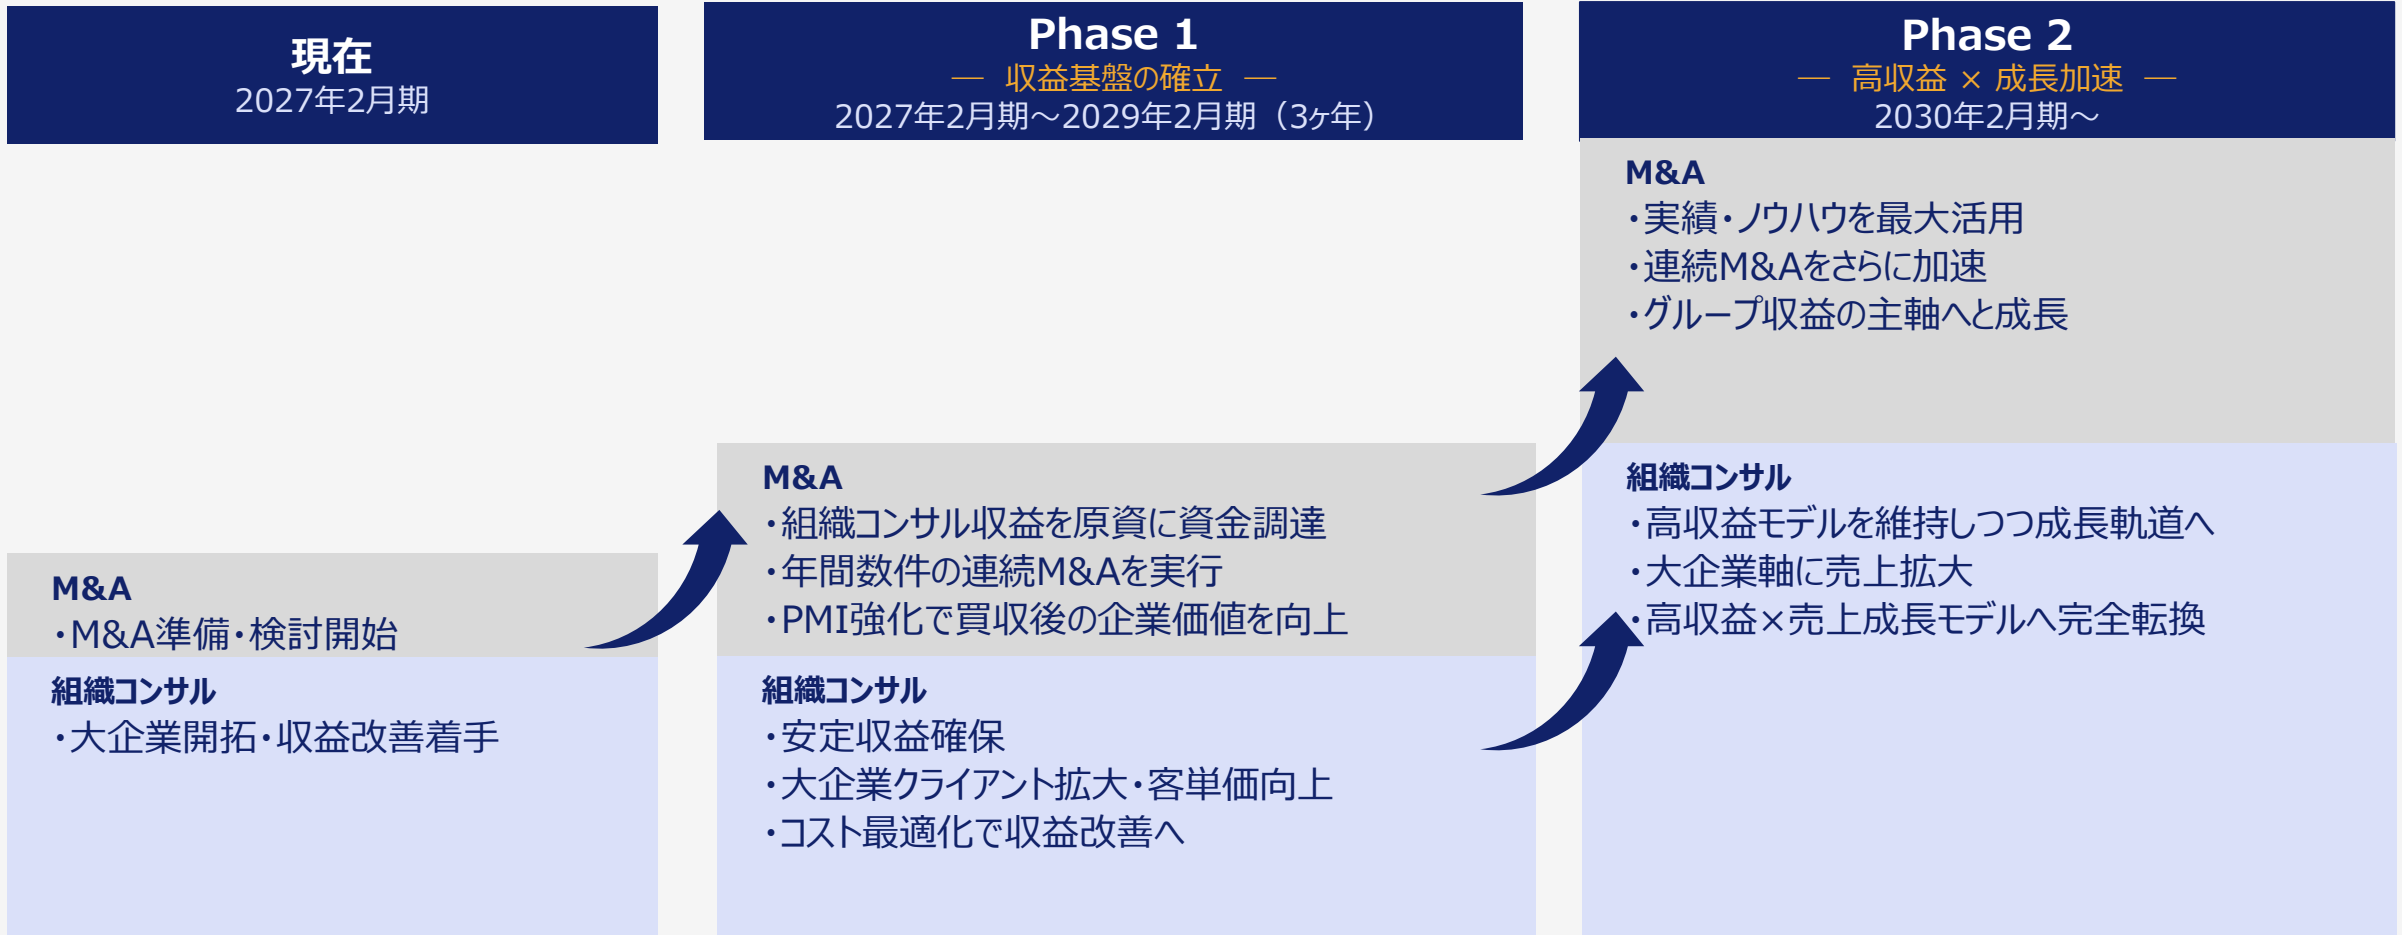 現在
2027年2月期
Phase 1
― 収益基盤の確立 ―
2027年2月期～2029年2月期（3ヶ年）
Phase 2
― 高収益 × 成長加速 ―
2030年2月期～
M&A
・M&A準備・検討開始
組織コンサル
・大企業開拓・収益改善着手
M&A
・組織コンサル収益を原資に資金調達
・年間数件の連続M&Aを実行
・PMI強化で買収後の企業価値を向上
組織コンサル
・安定収益確保
・大企業クライアント拡大・客単価向上
・コスト最適化で収益改善へ
M&A
・実績・ノウハウを最大活用
・連続M&Aをさらに加速
・グループ収益の主軸へと成長
組織コンサル
・高収益モデルを維持しつつ成長軌道へ
・大企業軸に売上拡大
・高収益×売上成長モデルへ完全転換